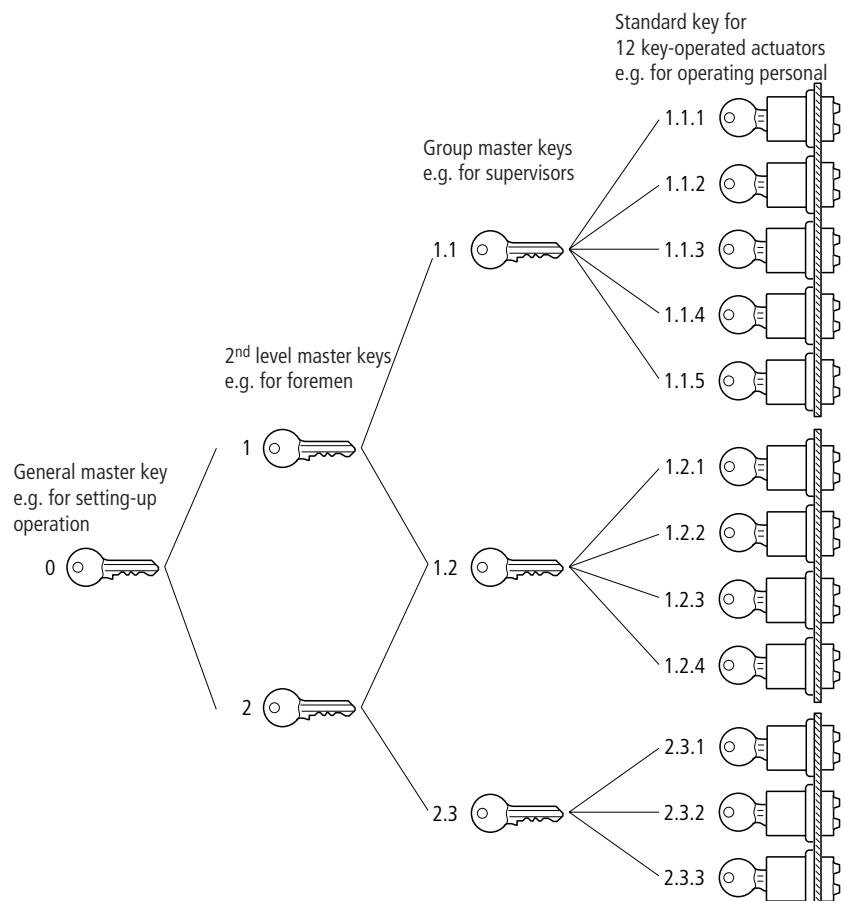 Standard key for
12 key-operated actuators
e.g. for operating personal
1.1.1
Group master keys
e.g. for supervisors
1.1.2
1.1
1.1.3
1.1.4
2nd level master keys
e.g. for foremen
1.1.5
1
General master key
e.g. for setting-up
operation
1.2.1
1.2.2
0
1.2
1.2.3
1.2.4
2
2.3.1
2.3
2.3.2
2.3.3